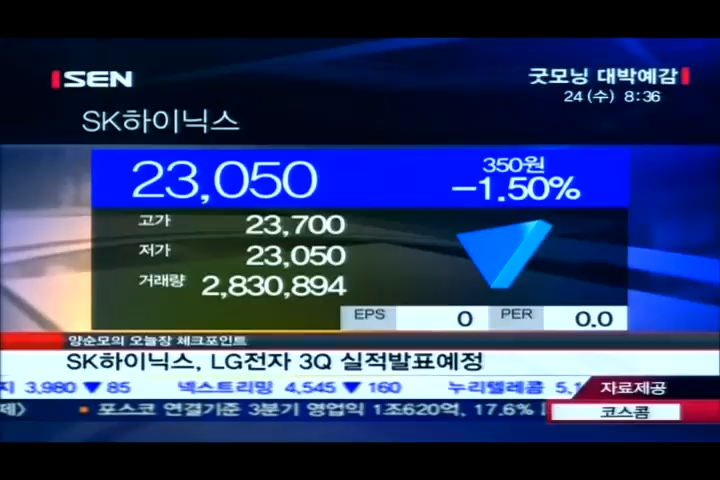 SEN
굿모닝 대박예감
24(수) 8:36
SK하이닉스
23,050
350원
-1.50%
고가 23,700
저가 23,050
거래량 2,830,894
EPS 0 PER 0.0
양순모의 오늘장 체크포인트
SK하이닉스, LG전자 3Q 실적발표예정
지 3,980 ▼ 85 넥스트리밍 4,545 ▼ 160 누리텔레콤 5,1
자료제공
제> • 포스코 연결기준 3분기 영업익 1조620억, 17.6%
코스콤